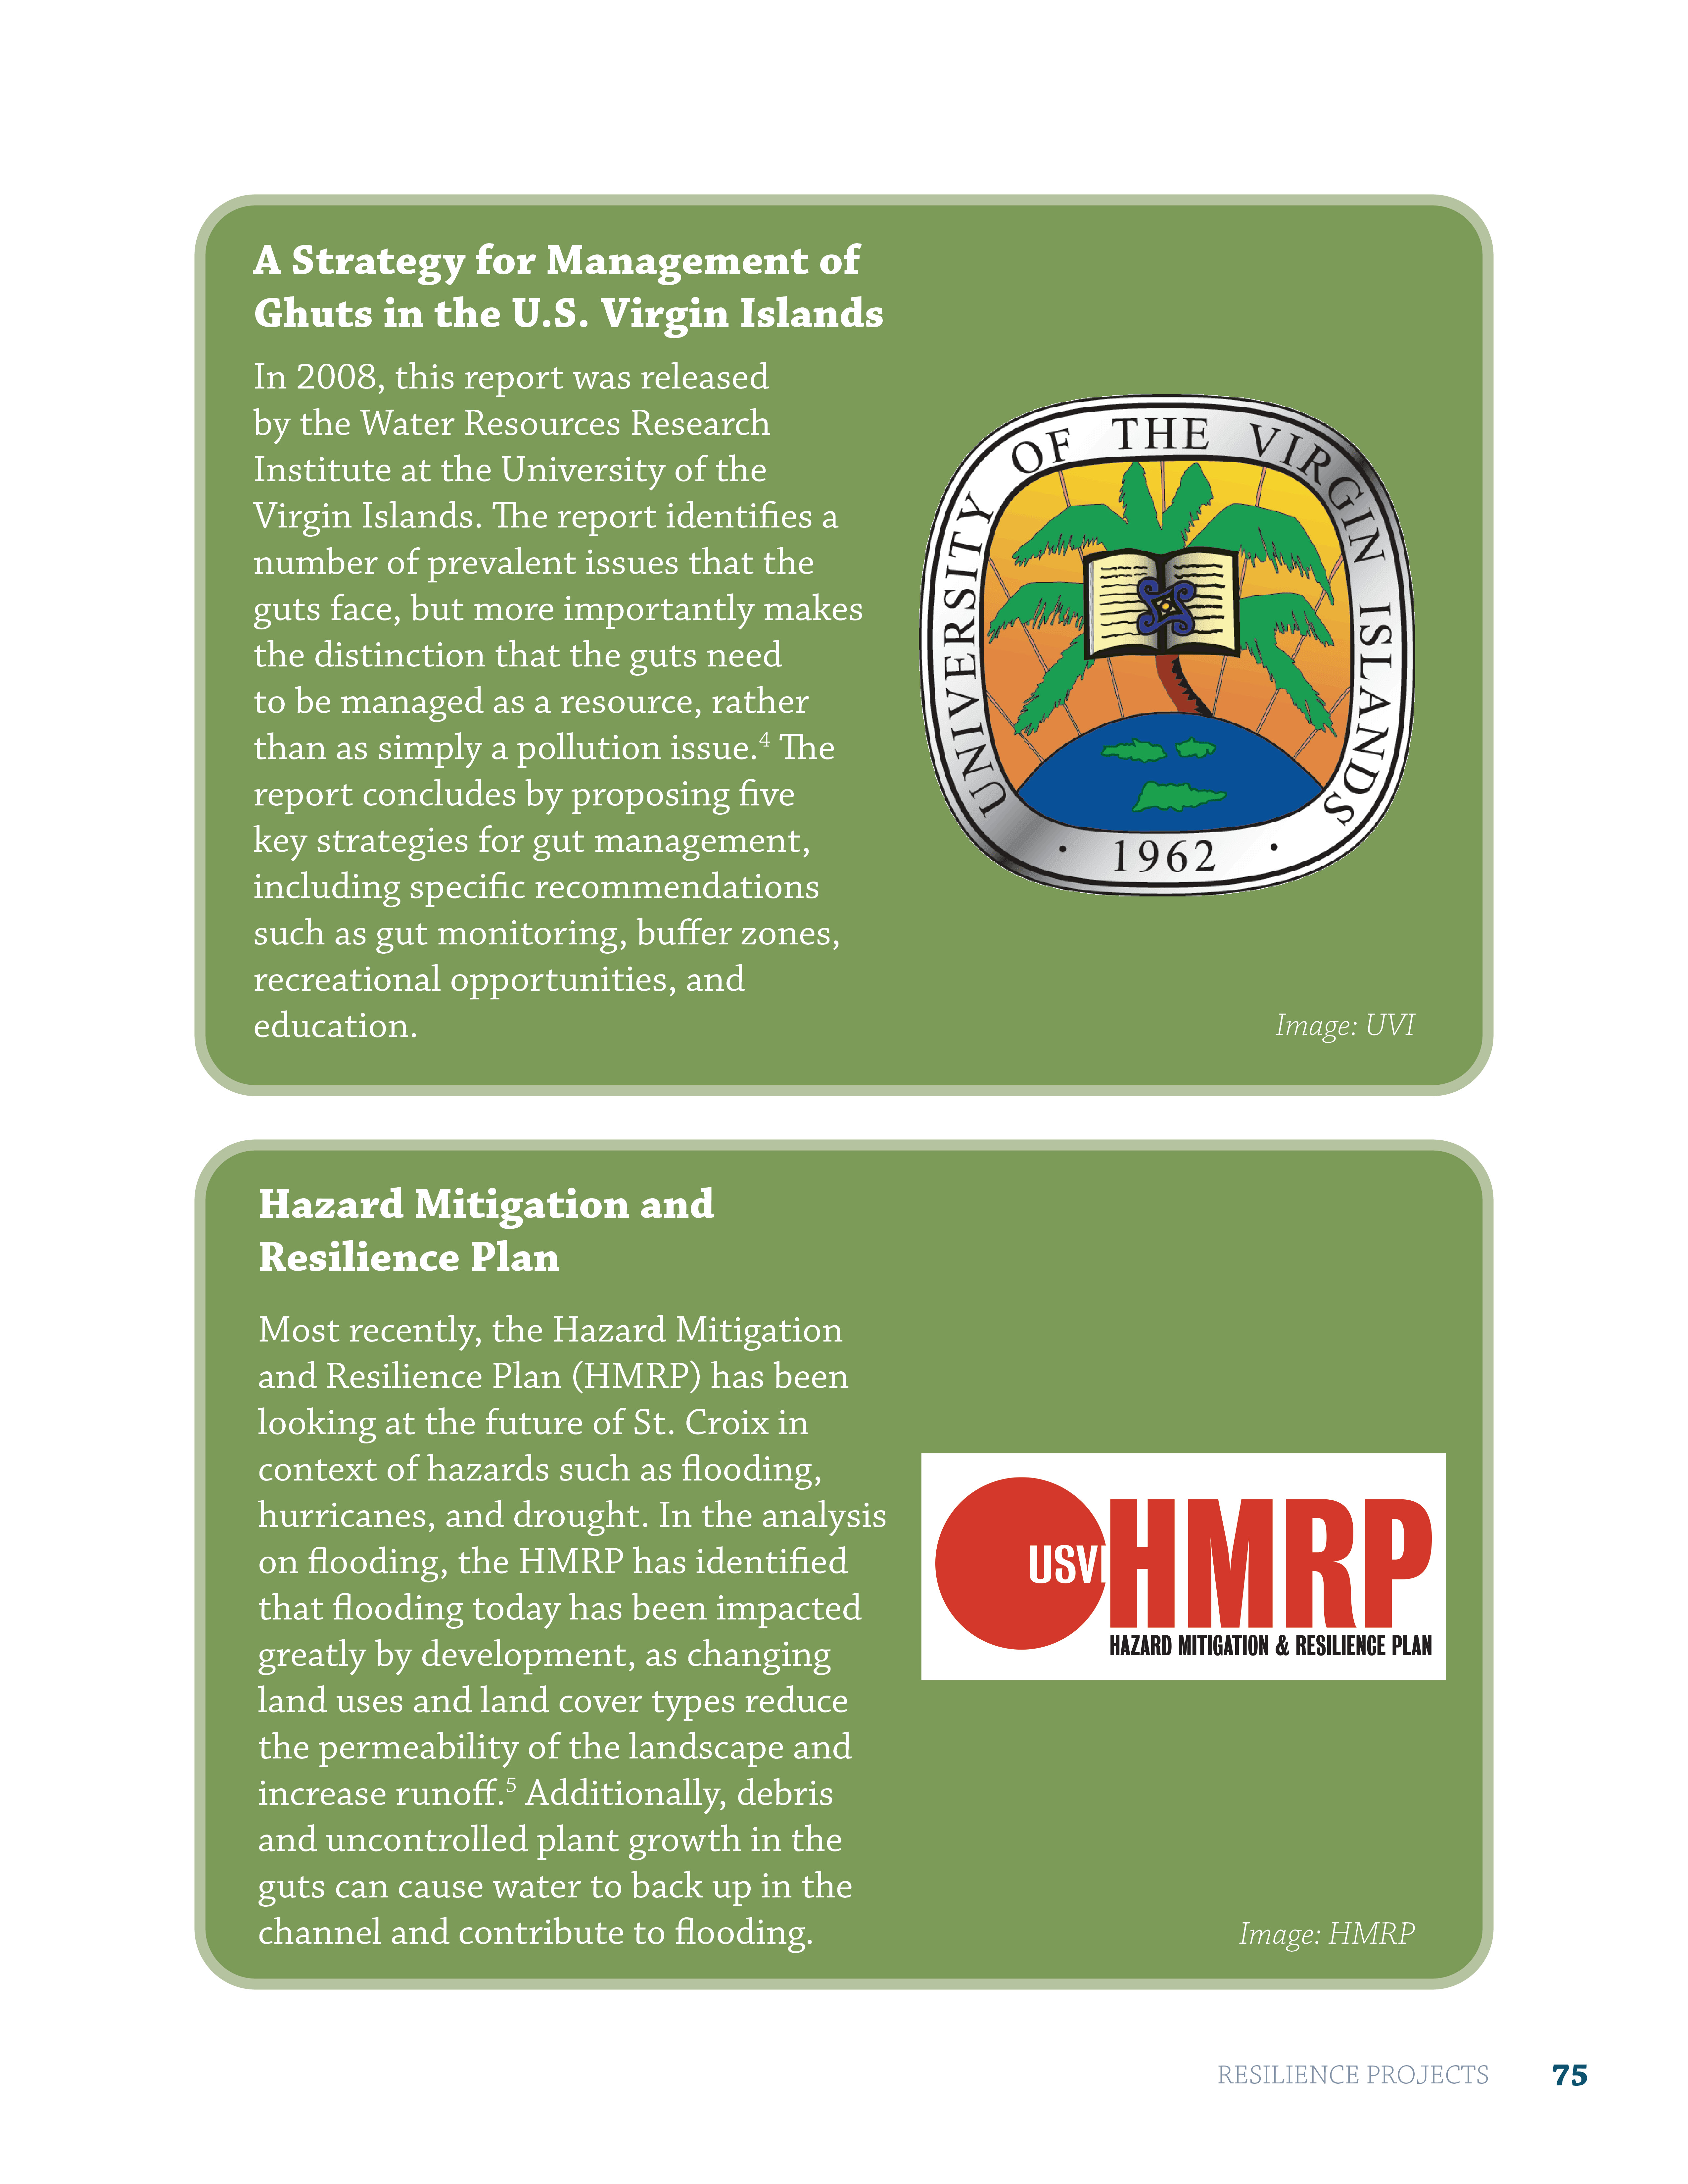 A Strategy for Management of
Ghuts in the U.S. Virgin Islands
In 2008, this report was released
by the Water Resources Research
Institute at the University of the
Virgin Islands. The report identifies a
number of prevalent issues that the
guts face, but more importantly makes
the distinction that the guts need
to be managed as a resource, rather
than as simply a pollution issue.4 The
report concludes by proposing five
key strategies for gut management,
including specific recommendations
such as gut monitoring, buffer zones,
recreational opportunities, and
education.
UNIVERSITY OF THE VIRGIN ISLANDS
· 1962 ·
Image: UVI
Hazard Mitigation and
Resilience Plan
Most recently, the Hazard Mitigation
and Resilience Plan (HMRP) has been
looking at the future of St. Croix in
context of hazards such as flooding,
hurricanes, and drought. In the analysis
on flooding, the HMRP has identified
that flooding today has been impacted
greatly by development, as changing
land uses and land cover types reduce
the permeability of the landscape and
increase runoff.5 Additionally, debris
and uncontrolled plant growth in the
guts can cause water to back up in the
channel and contribute to flooding.
USVI HMRP
HAZARD MITIGATION & RESILIENCE PLAN
Image: HMRP
RESILIENCE PROJECTS 75